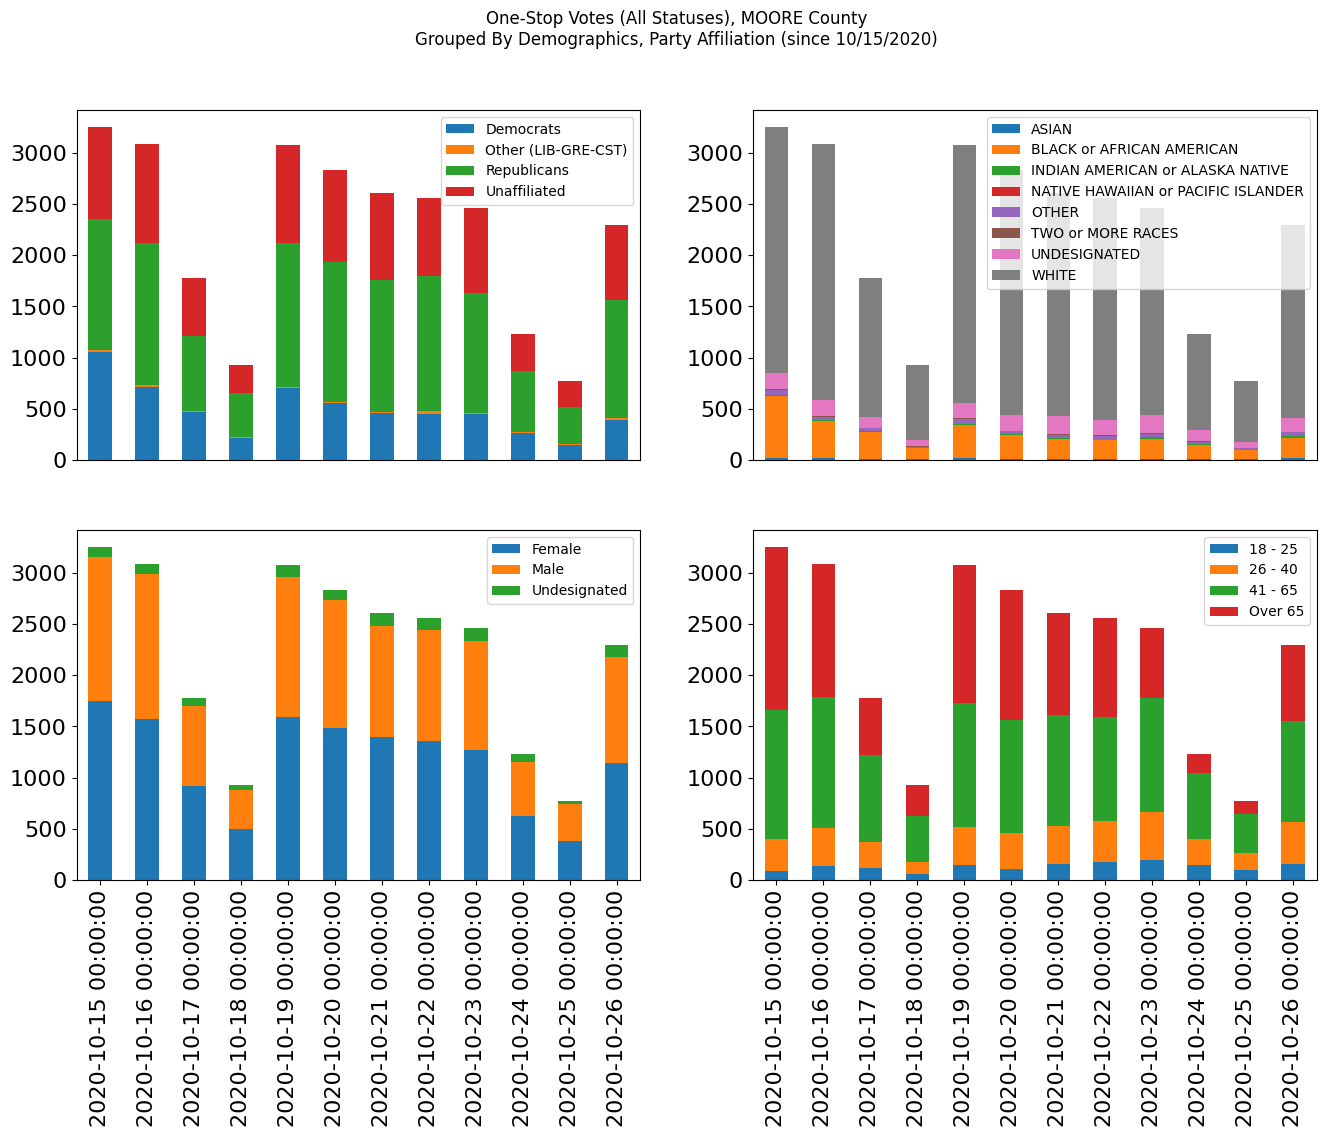 One-Stop Votes (All Statuses), MOORE County
Grouped By Demographics, Party Affiliation (since 10/15/2020)
3000
2500
2000
1500
1000
500
0
Democrats
Other (LIB-GRE-CST)
Republicans
Unaffiliated
3000
2500
2000
1500
1000
500
0
ASIAN
BLACK or AFRICAN AMERICAN
INDIAN AMERICAN or ALASKA NATIVE
NATIVE HAWAIIAN or PACIFIC ISLANDER
OTHER
TWO or MORE RACES
UNDESIGNATED
WHITE
3000
2500
2000
1500
1000
500
0
Female
Male
Undesignated
2020-10-15 00:00:00
2020-10-16 00:00:00
2020-10-17 00:00:00
2020-10-18 00:00:00
2020-10-19 00:00:00
2020-10-20 00:00:00
2020-10-21 00:00:00
2020-10-22 00:00:00
2020-10-23 00:00:00
2020-10-24 00:00:00
2020-10-25 00:00:00
2020-10-26 00:00:00
3000
2500
2000
1500
1000
500
0
18 - 25
26 - 40
41 - 65
Over 65
2020-10-15 00:00:00
2020-10-16 00:00:00
2020-10-17 00:00:00
2020-10-18 00:00:00
2020-10-19 00:00:00
2020-10-20 00:00:00
2020-10-21 00:00:00
2020-10-22 00:00:00
2020-10-23 00:00:00
2020-10-24 00:00:00
2020-10-25 00:00:00
2020-10-26 00:00:00